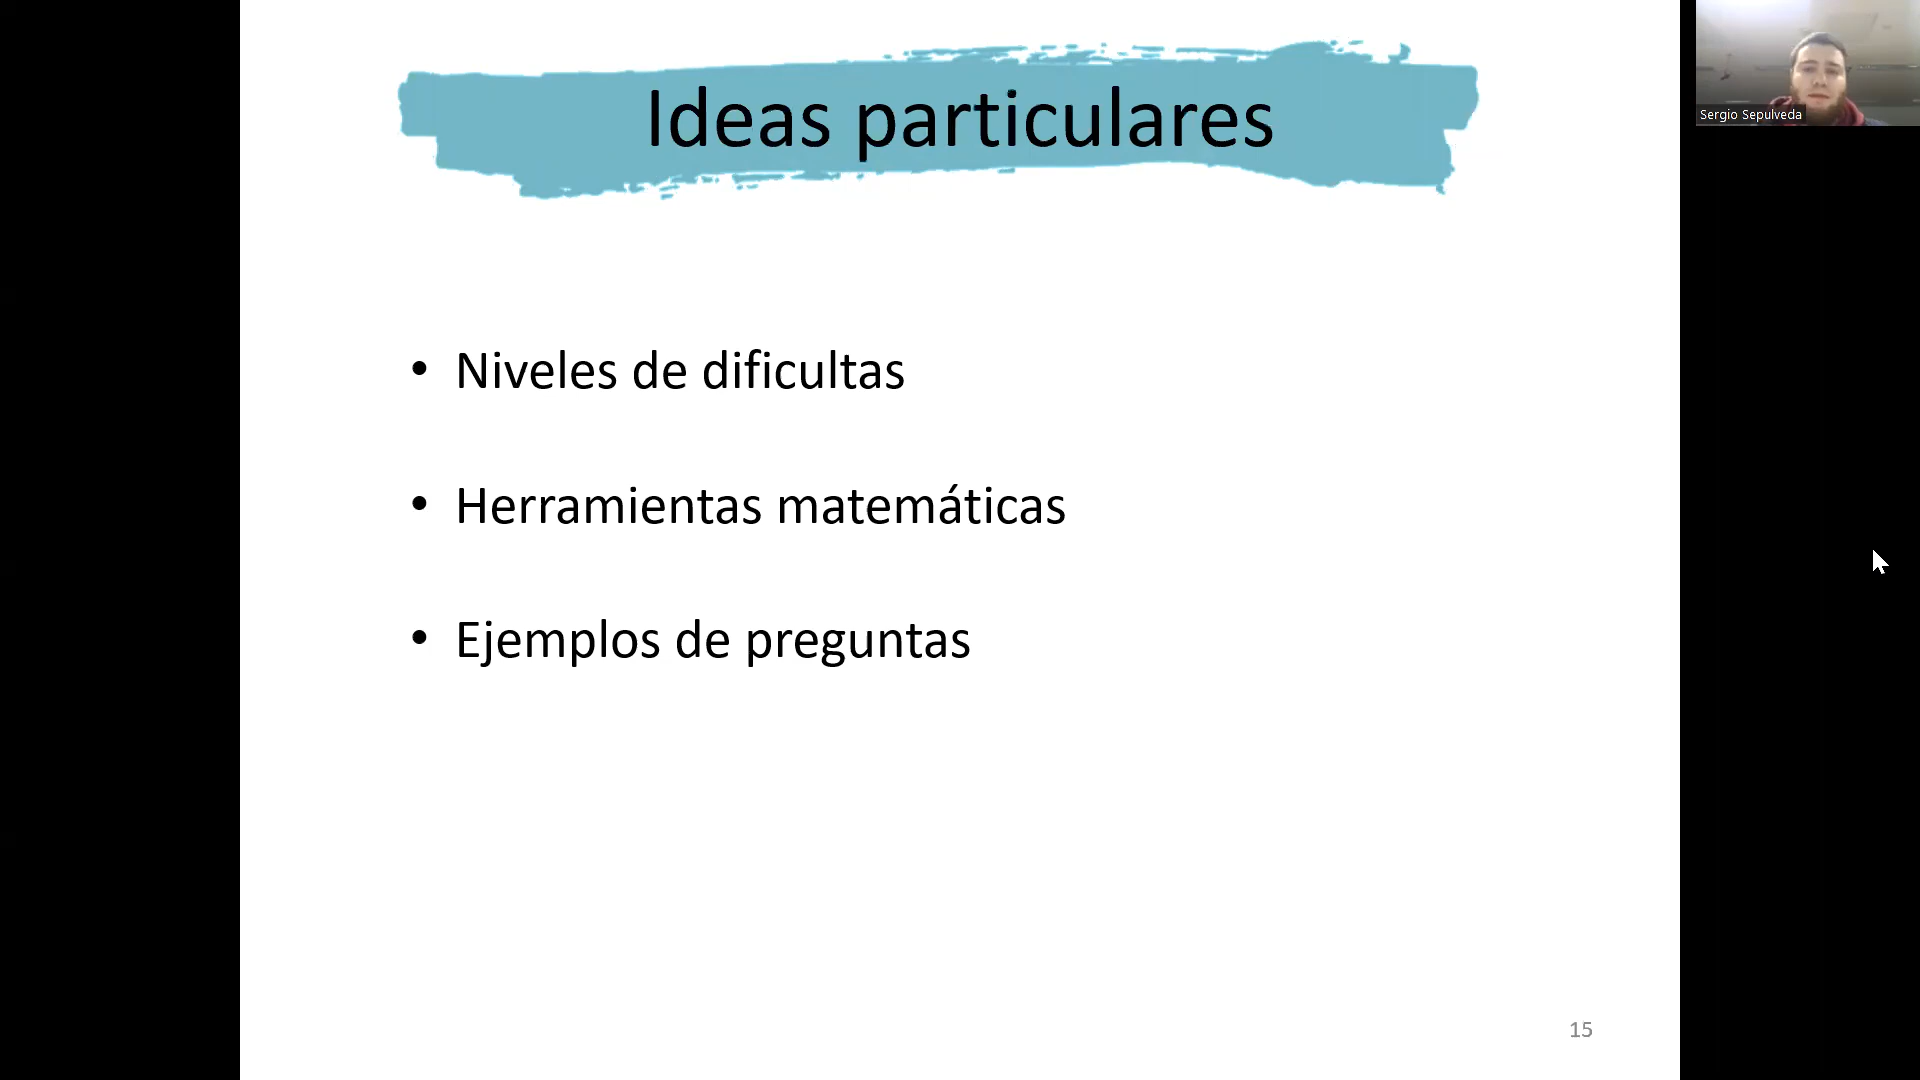 Ideas particulares
Sergio Sepulveda
• Niveles de dificultas
• Herramientas matemáticas
• Ejemplos de preguntas
15